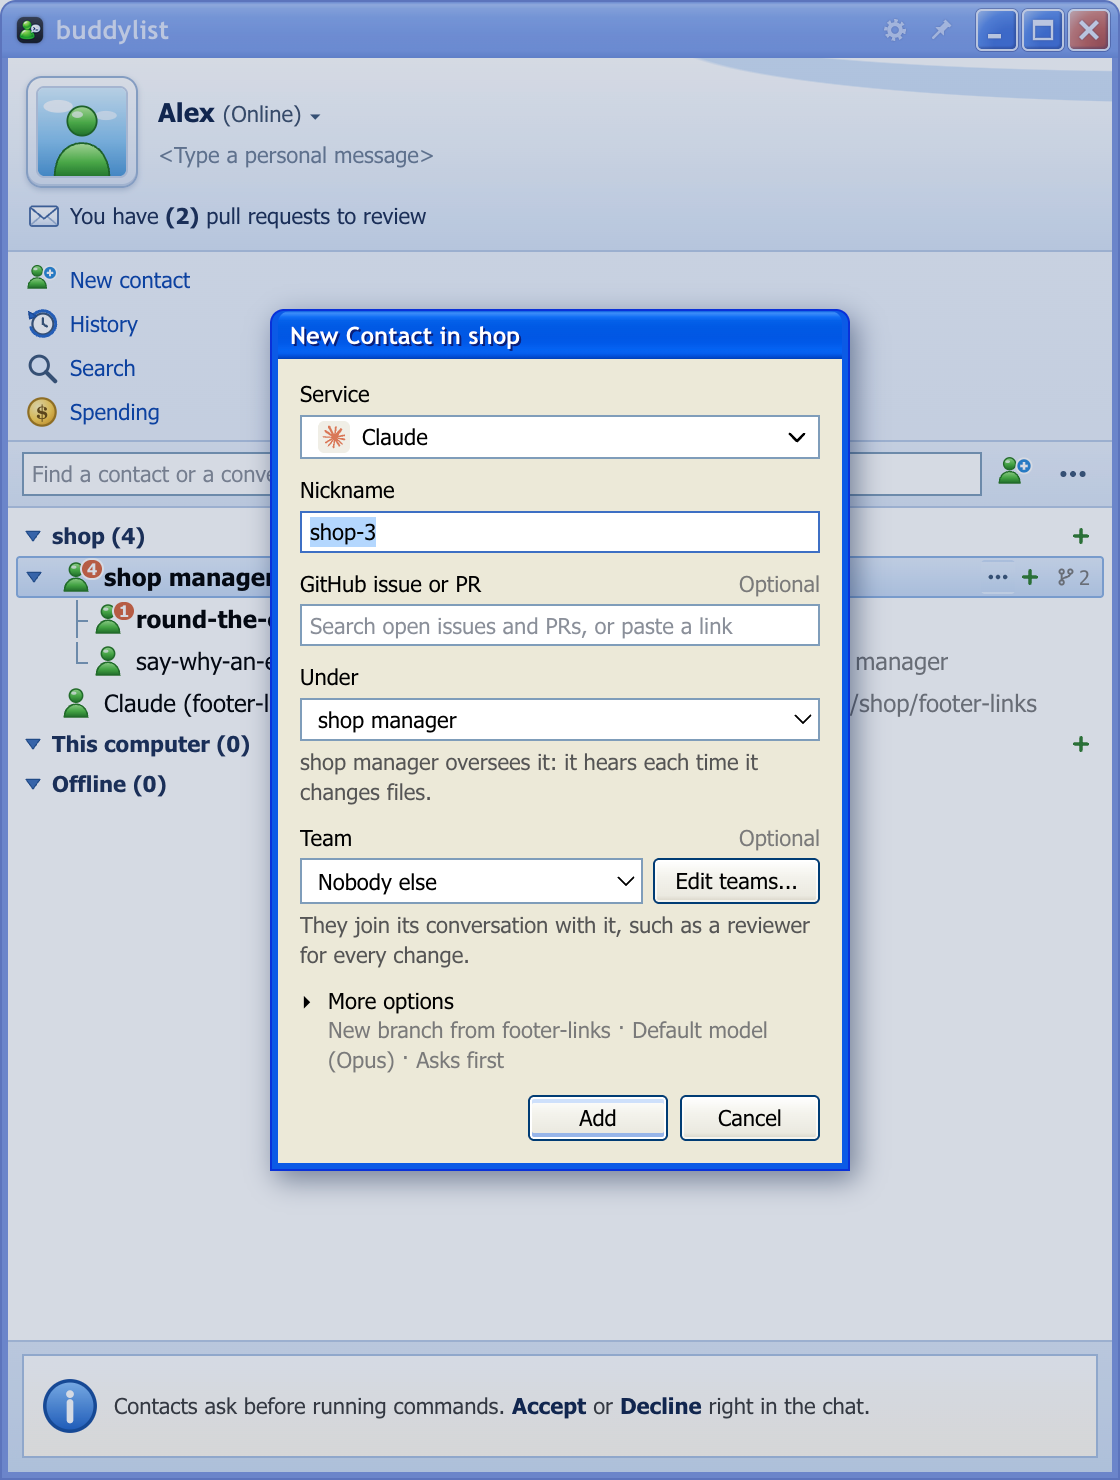 buddylist
Alex (Online)
<Type a personal message>
You have (2) pull requests to review
New contact
History
Search
$ Spending
Find a contact or a conve
shop (4)
4 shop manager
2
1 round-the-
say-why-an-e
manager
Claude (footer-l
/shop/footer-links
This computer (0)
Offline (0)
New Contact in shop
Service
Claude
Nickname
shop-3
GitHub issue or PR Optional
Search open issues and PRs, or paste a link
Under
shop manager
shop manager oversees it: it hears each time it
changes files.
Team Optional
Nobody else
Edit teams...
They join its conversation with it, such as a reviewer
for every change.
More options
New branch from footer-links · Default model
(Opus) · Asks first
Add
Cancel
Contacts ask before running commands. Accept or Decline right in the chat.